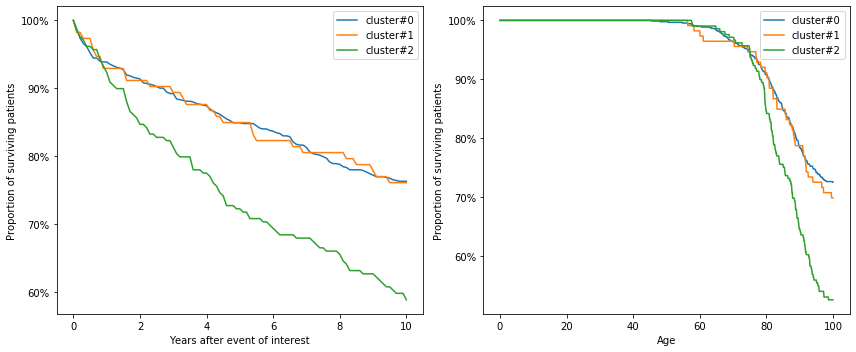 Proportion of surviving patients
100%
90%
80%
70%
60%
0
2
4
6
8
10
Years after event of interest
cluster#0
cluster#1
cluster#2
Proportion of surviving patients
100%
90%
80%
70%
60%
0
20
40
60
80
100
Age
cluster#0
cluster#1
cluster#2